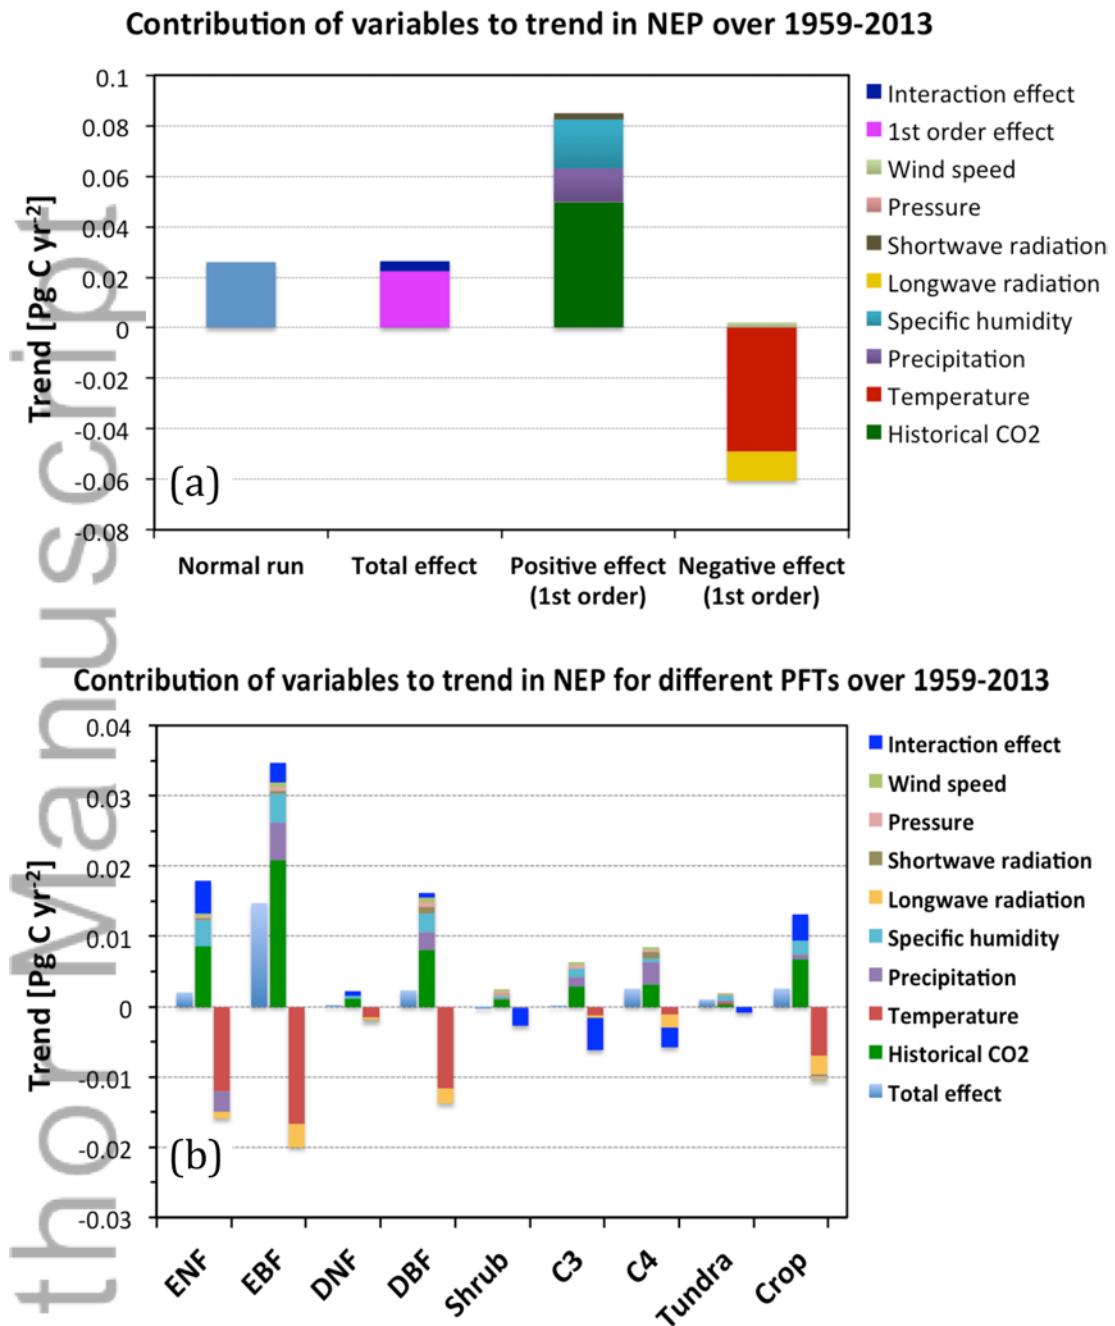 Contribution of variables to trend in NEP over 1959-2013
Trend [Pg C yr-2]
0.1
0.08
0.06
0.04
0.02
0
-0.02
-0.04
-0.06
-0.08
(a)
Normal run
Total effect
Positive effect
(1st order)
Negative effect
(1st order)
Interaction effect
1st order effect
Wind speed
Pressure
Shortwave radiation
Longwave radiation
Specific humidity
Precipitation
Temperature
Historical CO2
Contribution of variables to trend in NEP for different PFTs over 1959-2013
Trend [Pg C yr-2]
0.04
0.03
0.02
0.01
0
-0.01
-0.02
-0.03
(b)
ENF
EBF
DNF
DBF
Shrub
C3
C4
Tundra
Crop
Interaction effect
Wind speed
Pressure
Shortwave radiation
Longwave radiation
Specific humidity
Precipitation
Temperature
Historical CO2
Total effect
thor Manuscript